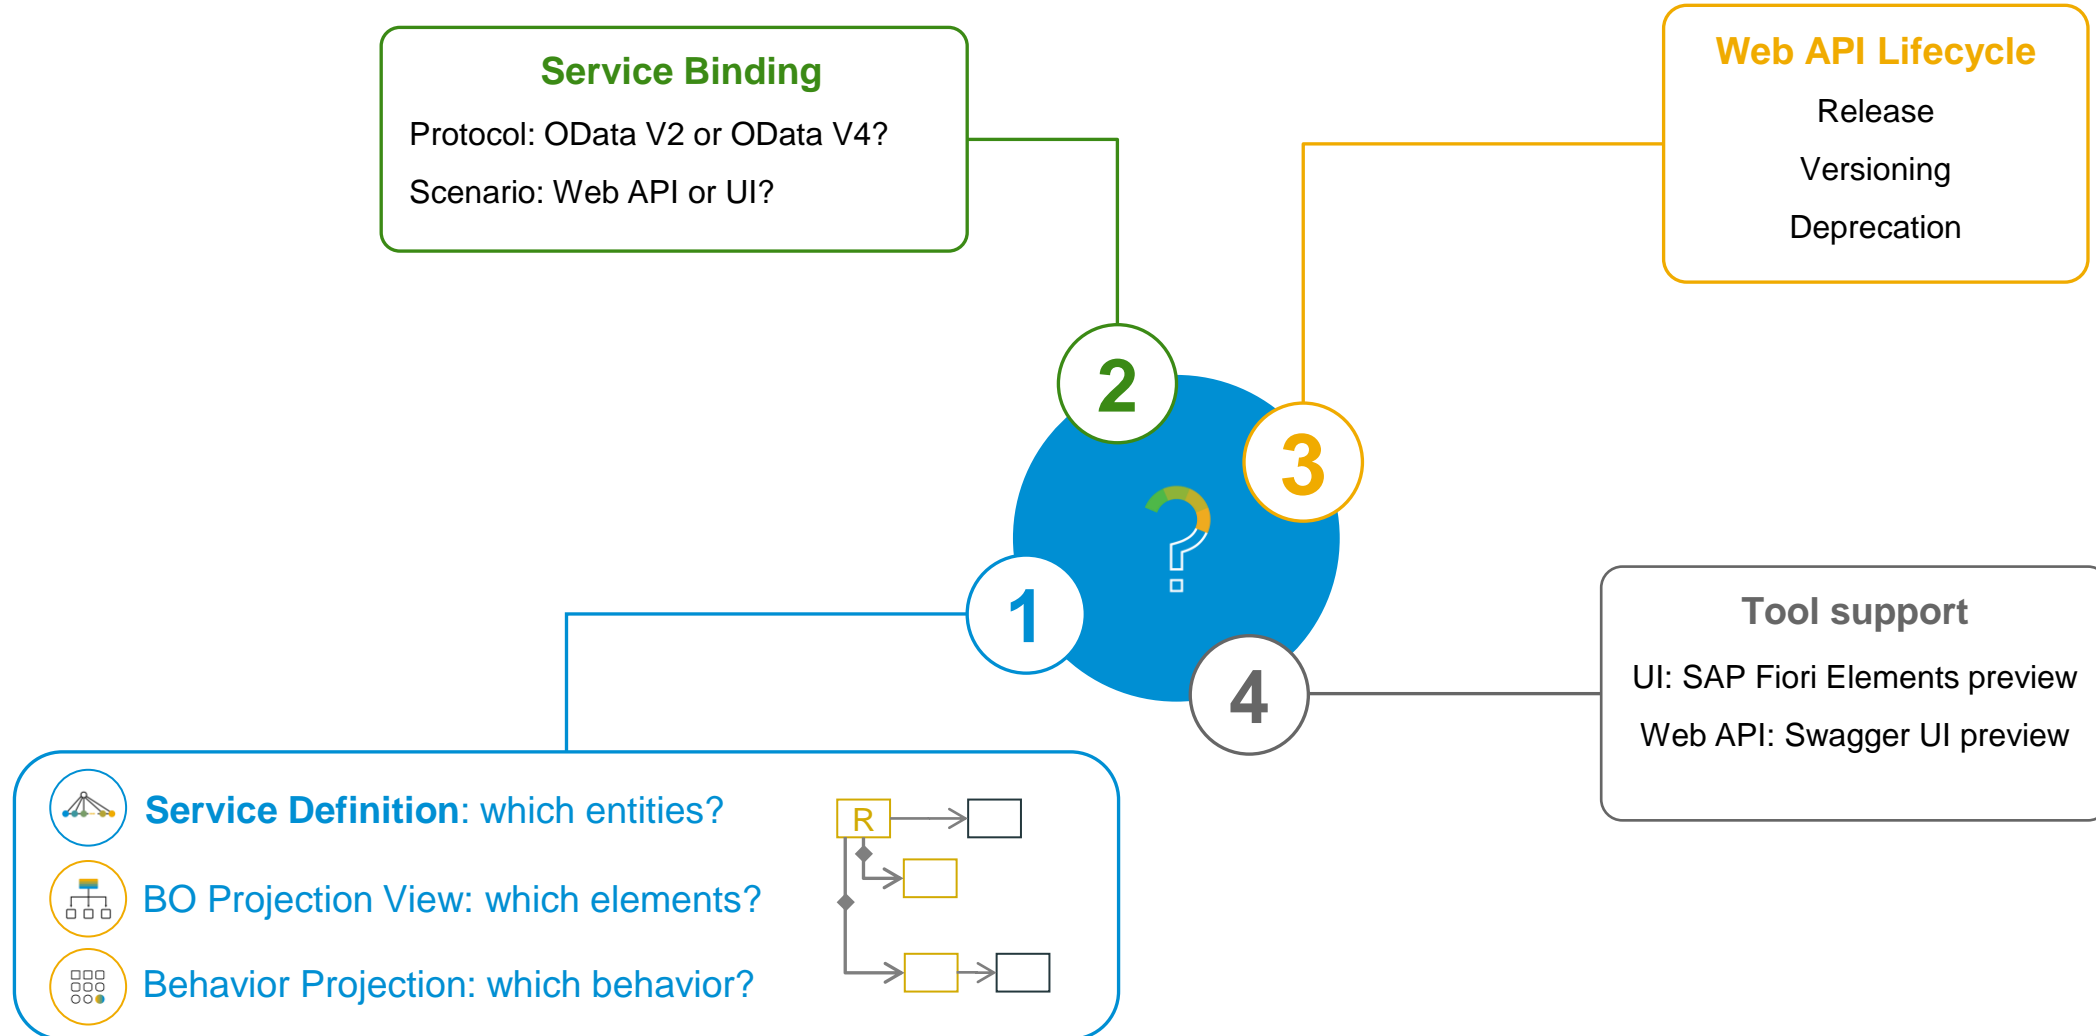 Service Binding
Protocol: OData V2 or OData V4?
Scenario: Web API or UI?
Web API Lifecycle
Release
Versioning
Deprecation
2
3
1
4
Tool support
UI: SAP Fiori Elements preview
Web API: Swagger UI preview
Service Definition: which entities?
BO Projection View: which elements?
Behavior Projection: which behavior?
R